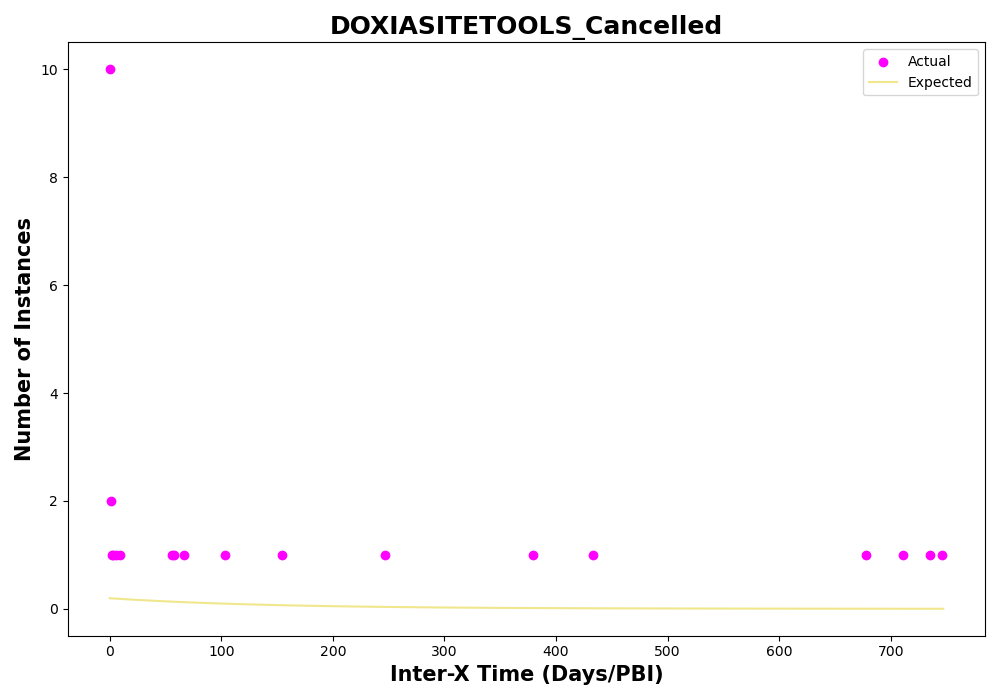 DOXIASITETOOLS_Cancelled
Actual
Expected
10
8
6
4
2
0
Number of Instances
0 100 200 300 400 500 600 700
Inter-X Time (Days/PBI)